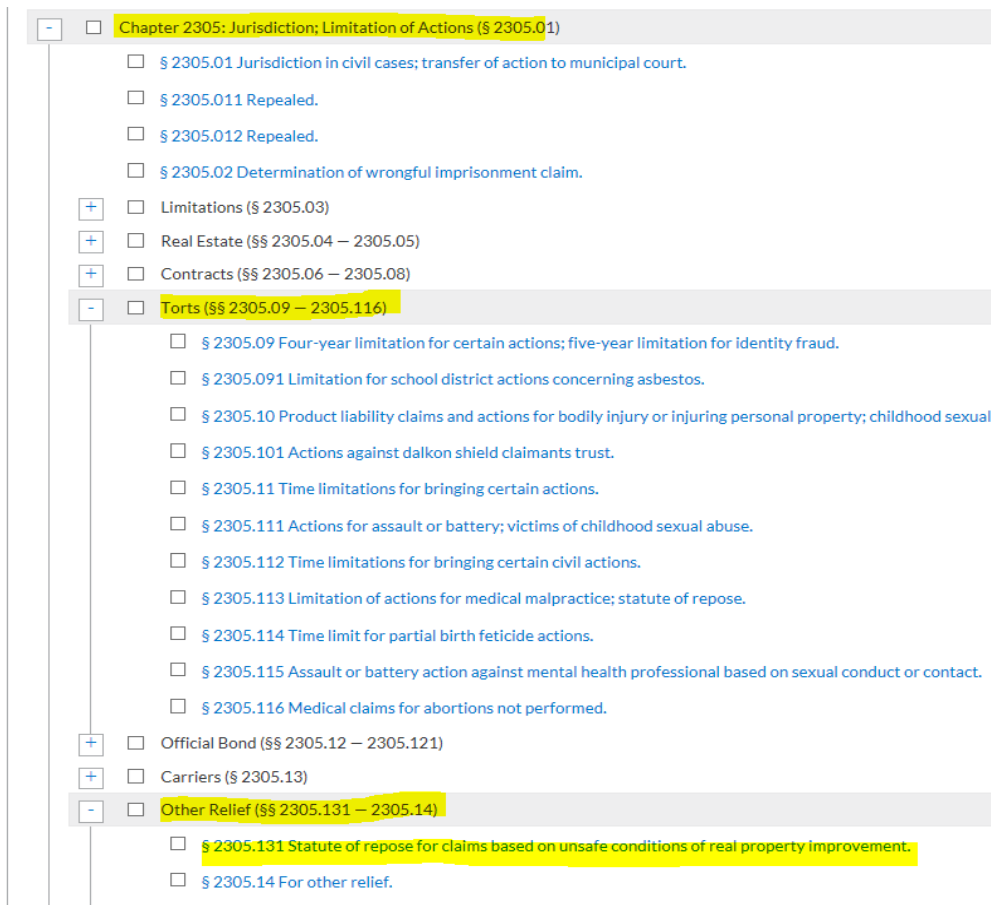 Chapter 2305: Jurisdiction; Limitation of Actions (§ 2305.01)
§ 2305.01 Jurisdiction in civil cases; transfer of action to municipal court.
§ 2305.011 Repealed.
§ 2305.012 Repealed.
§ 2305.02 Determination of wrongful imprisonment claim.
Limitations (§ 2305.03)
Real Estate (§§ 2305.04 — 2305.05)
Contracts (§§ 2305.06 — 2305.08)
Torts (§§ 2305.09 — 2305.116)
§ 2305.09 Four-year limitation for certain actions; five-year limitation for identity fraud.
§ 2305.091 Limitation for school district actions concerning asbestos.
§ 2305.10 Product liability claims and actions for bodily injury or injuring personal property; childhood sexual
§ 2305.101 Actions against dalkon shield claimants trust.
§ 2305.11 Time limitations for bringing certain actions.
§ 2305.111 Actions for assault or battery; victims of childhood sexual abuse.
§ 2305.112 Time limitations for bringing certain civil actions.
§ 2305.113 Limitation of actions for medical malpractice; statute of repose.
§ 2305.114 Time limit for partial birth feticide actions.
§ 2305.115 Assault or battery action against mental health professional based on sexual conduct or contact.
§ 2305.116 Medical claims for abortions not performed.
Official Bond (§§ 2305.12 — 2305.121)
Carriers (§ 2305.13)
Other Relief (§§ 2305.131 — 2305.14)
§ 2305.131 Statute of repose for claims based on unsafe conditions of real property improvement.
§ 2305.14 For other relief.